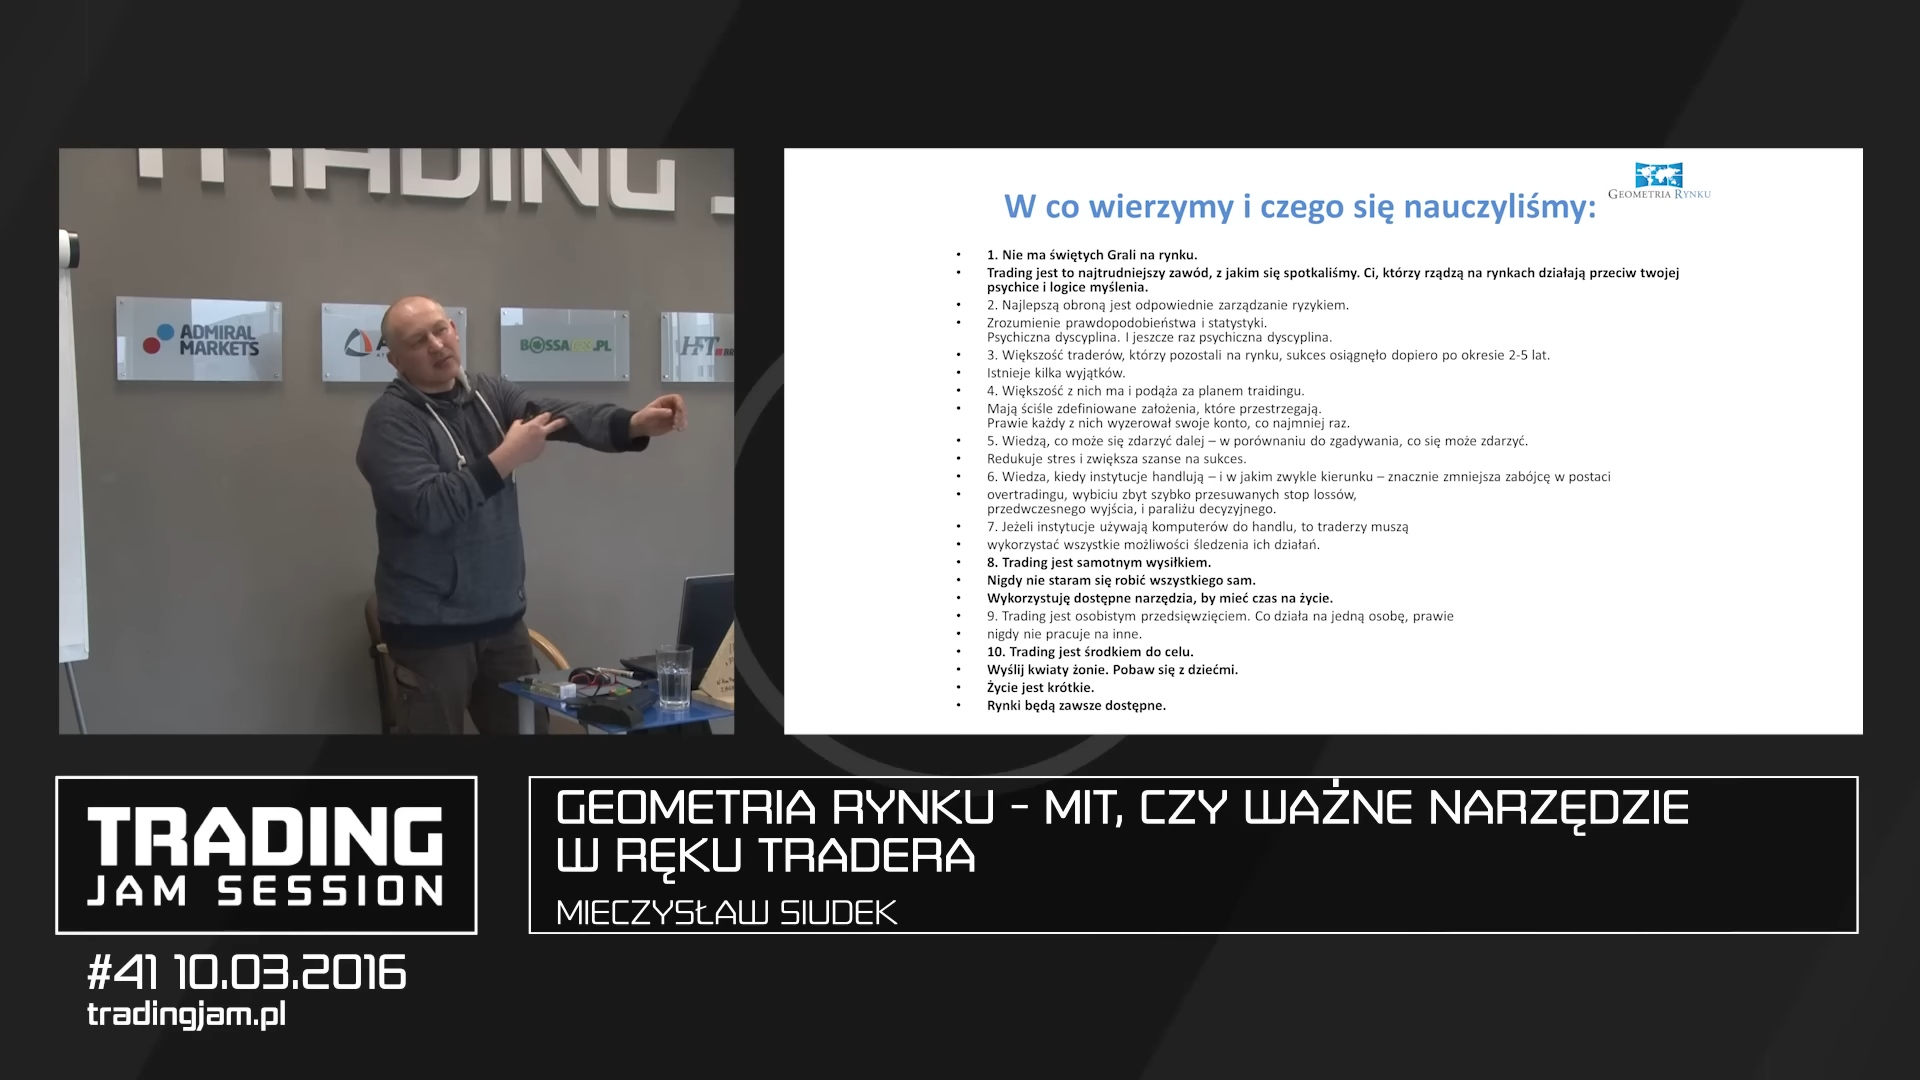 TRADING
ADMIRAL
MARKETS
BOSSAFX.PL
HFT
W co wierzymy i czego się nauczyliśmy:
GEOMETRIA RYNKU
• 1. Nie ma świętych Grali na rynku.
• Trading jest to najtrudniejszy zawód, z jakim się spotkaliśmy. Ci, którzy rządzą na rynkach działają przeciw twojej
psychice i logice myślenia.
• 2. Najlepszą obroną jest odpowiednie zarządzanie ryzykiem.
• Zrozumienie prawdopodobieństwa i statystyki.
Psychiczna dyscyplina. I jeszcze raz psychiczna dyscyplina.
• 3. Większość traderów, którzy pozostali na rynku, sukces osiągnęło dopiero po okresie 2-5 lat.
• Istnieje kilka wyjątków.
• 4. Większość z nich ma i podąża za planem traidingu.
• Mają ściśle zdefiniowane założenia, które przestrzegają.
Prawie każdy z nich wyzerował swoje konto, co najmniej raz.
• 5. Wiedzą, co może się zdarzyć dalej – w porównaniu do zgadywania, co się może zdarzyć.
• Redukuje stres i zwiększa szanse na sukces.
• 6. Wiedza, kiedy instytucje handlują – i w jakim zwykle kierunku – znacznie zmniejsza zabójcę w postaci
• overtradingu, wybiciu zbyt szybko przesuwanych stop lossów,
przedwczesnego wyjścia, i paraliżu decyzyjnego.
• 7. Jeżeli instytucje używają komputerów do handlu, to traderzy muszą
• wykorzystać wszystkie możliwości śledzenia ich działań.
• 8. Trading jest samotnym wysiłkiem.
• Nigdy nie staram się robić wszystkiego sam.
• Wykorzystuję dostępne narzędzia, by mieć czas na życie.
• 9. Trading jest osobistym przedsięwzięciem. Co działa na jedną osobę, prawie
• nigdy nie pracuje na inne.
• 10. Trading jest środkiem do celu.
• Wyślij kwiaty żonie. Pobaw się z dziećmi.
• Życie jest krótkie.
• Rynki będą zawsze dostępne.
TRADING
JAM SESSION
#41 10.03.2016
tradingjam.pl
GEOMETRIA RYNKU - MIT, CZY WAŻNE NARZĘDZIE
W RĘKU TRADERA
MIECZYSŁAW SIUDEK